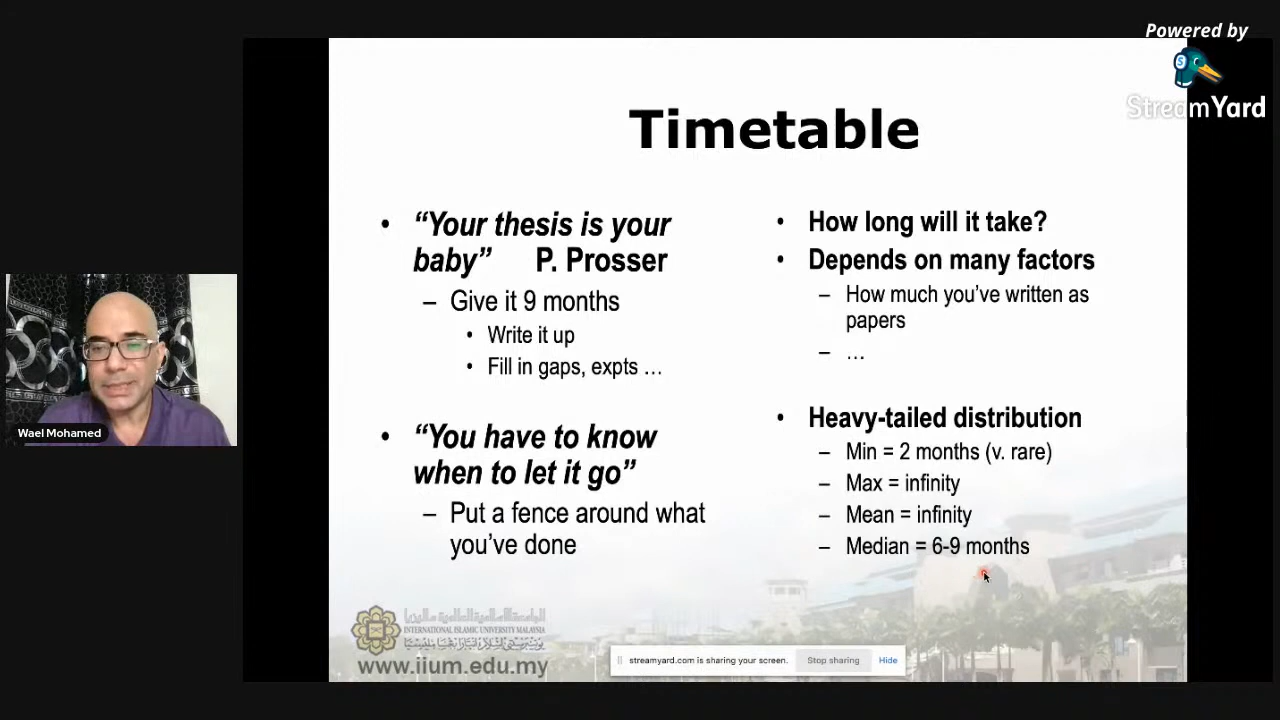 Powered by
StreamYard
Timetable
• “Your thesis is your
baby” P. Prosser
– Give it 9 months
• Write it up
• Fill in gaps, expts …
• “You have to know
when to let it go”
– Put a fence around what
you’ve done
• How long will it take?
• Depends on many factors
– How much you’ve written as
papers
– …
• Heavy-tailed distribution
– Min = 2 months (v. rare)
– Max = infinity
– Mean = infinity
– Median = 6-9 months
Wael Mohamed
الجامعة الإسلامية العالمية ماليزيا
INTERNATIONAL ISLAMIC UNIVERSITY MALAYSIA
www.iium.edu.my
streamyard.com is sharing your screen.
Stop sharing
Hide